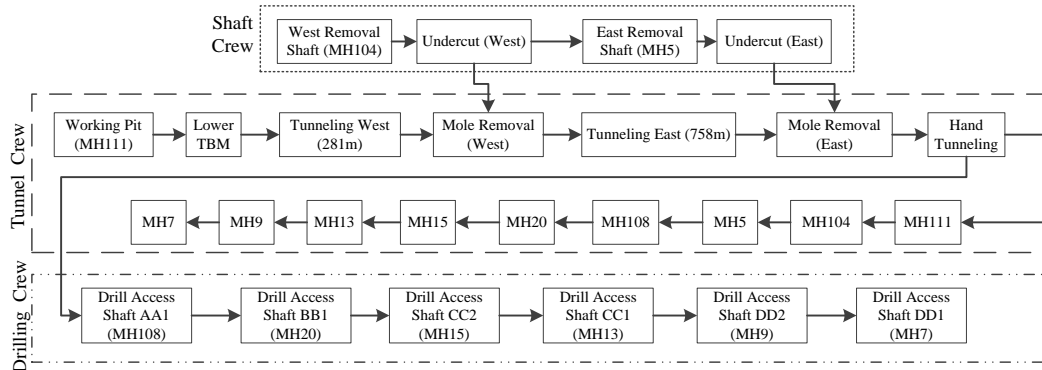 Shaft
Crew
West Removal
Shaft (MH104)
Undercut (West)
East Removal
Shaft (MH5)
Undercut (East)
Tunnel Crew
Working Pit
(MH111)
Lower
TBM
Tunneling West
(281m)
Mole Removal
(West)
Tunneling East (758m)
Mole Removal
(East)
Hand
Tunneling
MH7
MH9
MH13
MH15
MH20
MH108
MH5
MH104
MH111
Drilling Crew
Drill Access
Shaft AA1
(MH108)
Drill Access
Shaft BB1
(MH20)
Drill Access
Shaft CC2
(MH15)
Drill Access
Shaft CC1
(MH13)
Drill Access
Shaft DD2
(MH9)
Drill Access
Shaft DD1
(MH7)